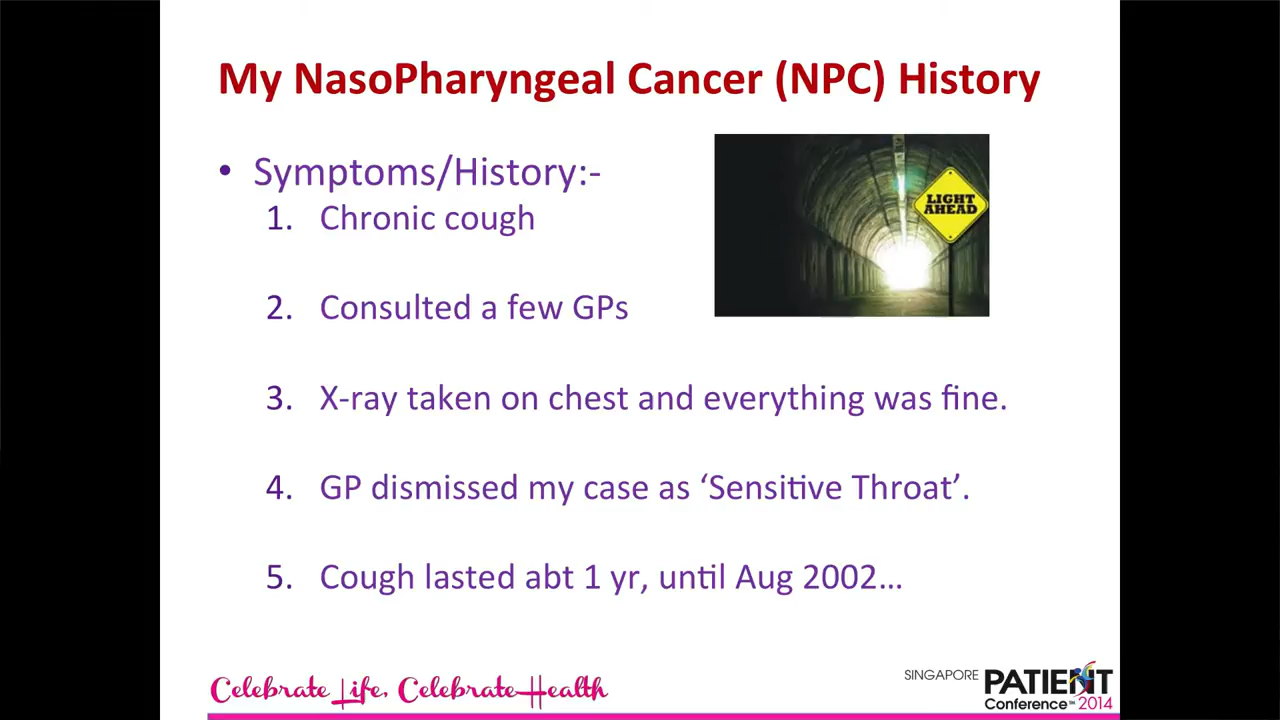 My NasoPharyngeal Cancer (NPC) History
• Symptoms/History:-
1. Chronic cough
LIGHT
AHEAD
2. Consulted a few GPs
3. X-ray taken on chest and everything was fine.
4. GP dismissed my case as ‘Sensitive Throat’.
5. Cough lasted abt 1 yr, until Aug 2002…
Celebrate Life, Celebrate Health
SINGAPORE PATIENT
Conference℠ 2014